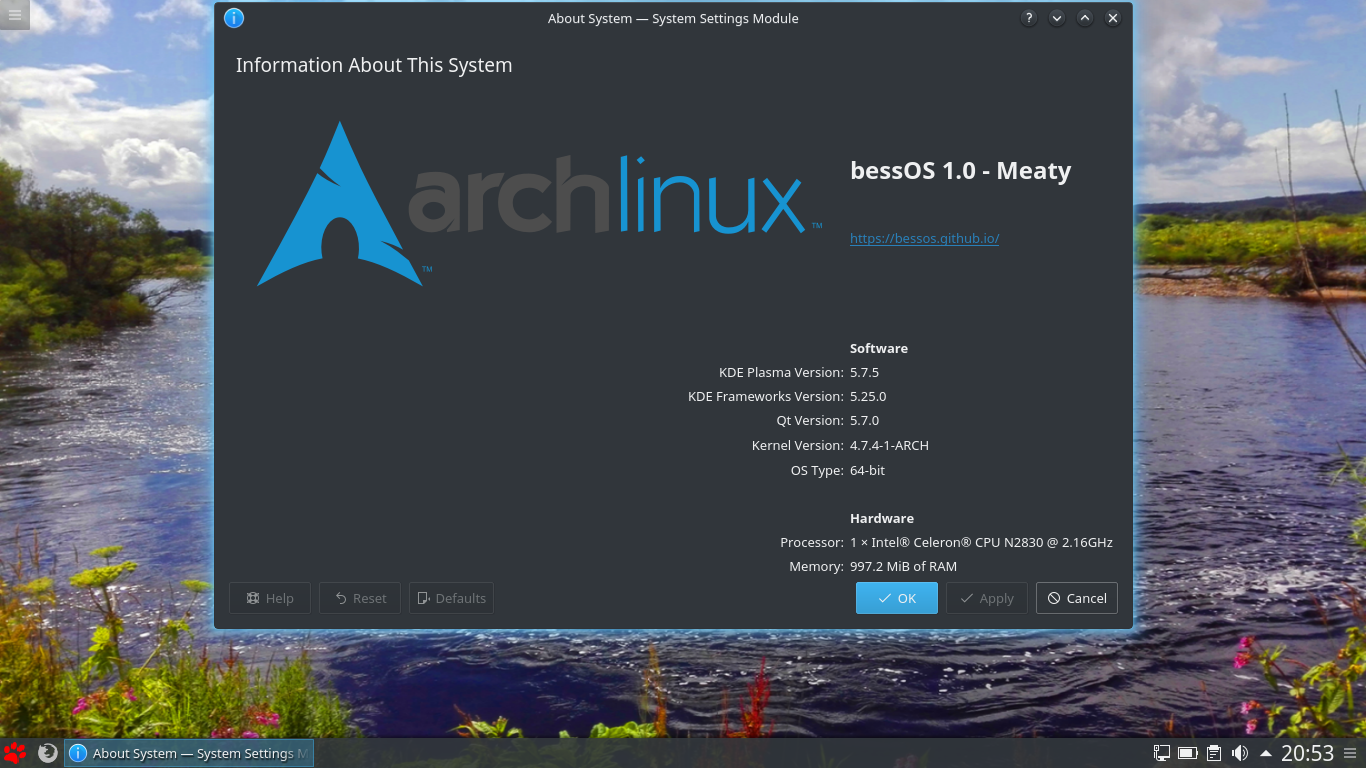 About System — System Settings Module
Information About This System
archlinux™
™
bessOS 1.0 - Meaty
https://bessos.github.io/
Software
KDE Plasma Version: 5.7.5
KDE Frameworks Version: 5.25.0
Qt Version: 5.7.0
Kernel Version: 4.7.4-1-ARCH
OS Type: 64-bit
Hardware
Processor: 1 × Intel® Celeron® CPU N2830 @ 2.16GHz
Memory: 997.2 MiB of RAM
Help Reset Defaults OK Apply Cancel
About System — System Settings M 20:53